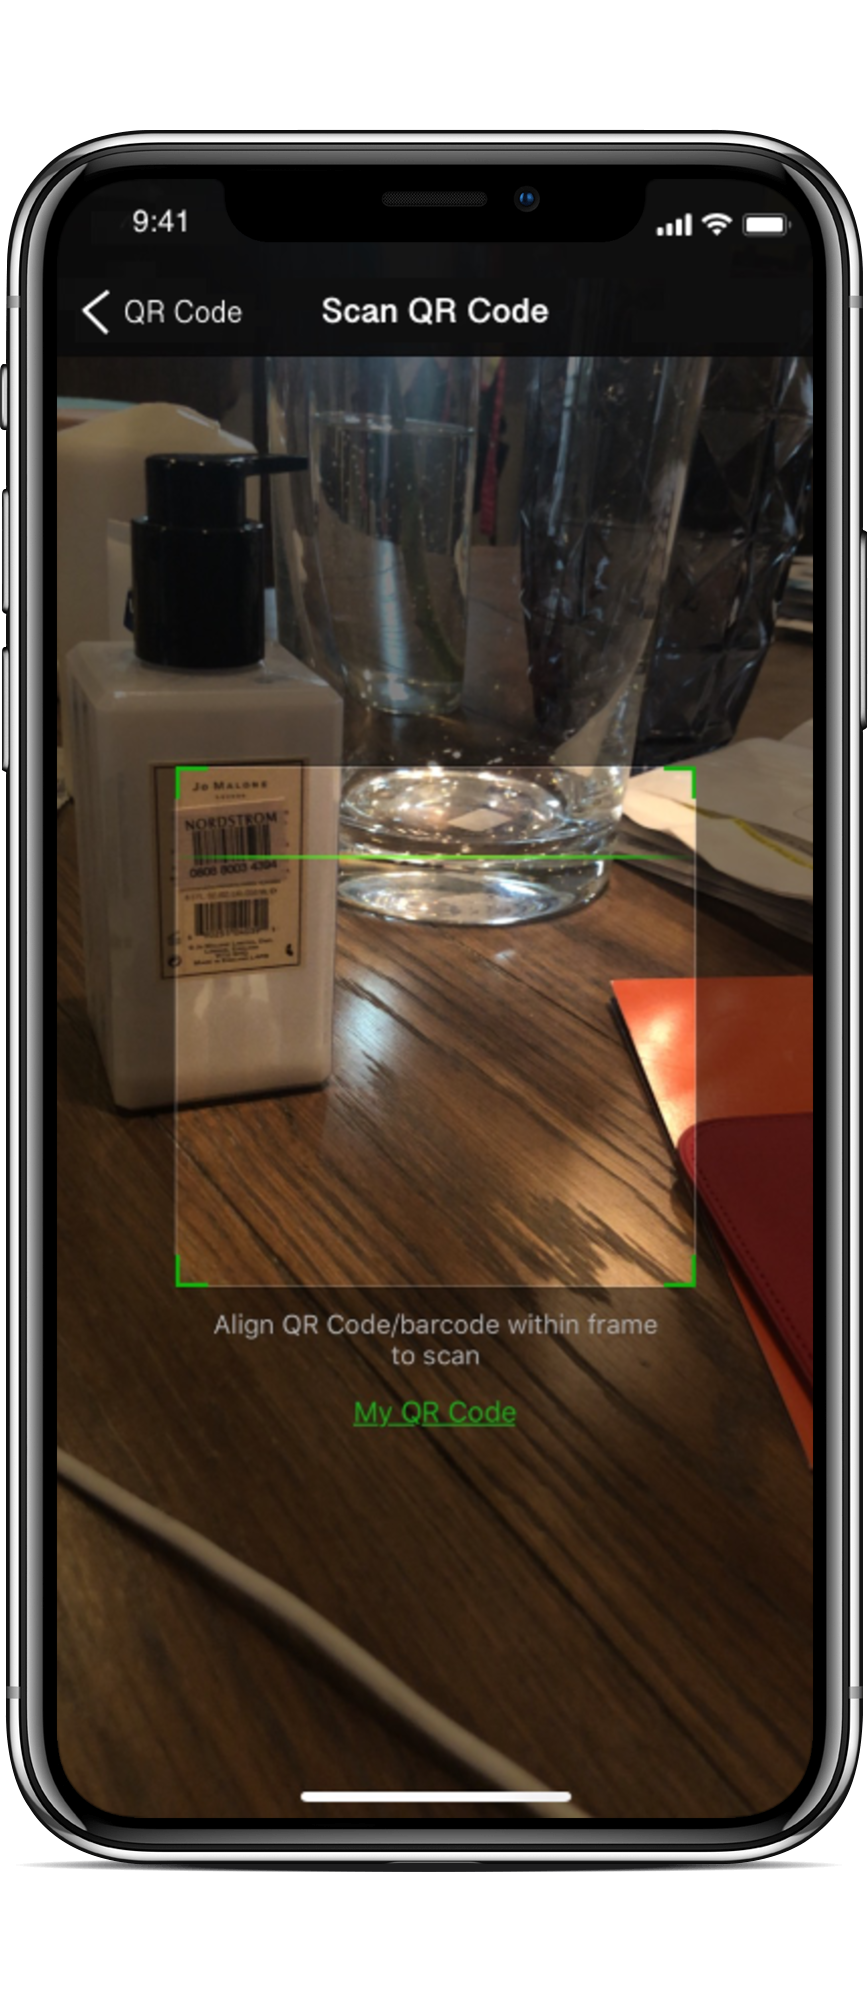 9:41
QR Code
Scan QR Code
JO MALONE
LONDON
NORDSTROM
0808 8003 4394
Align QR Code/barcode within frame
to scan
My QR Code